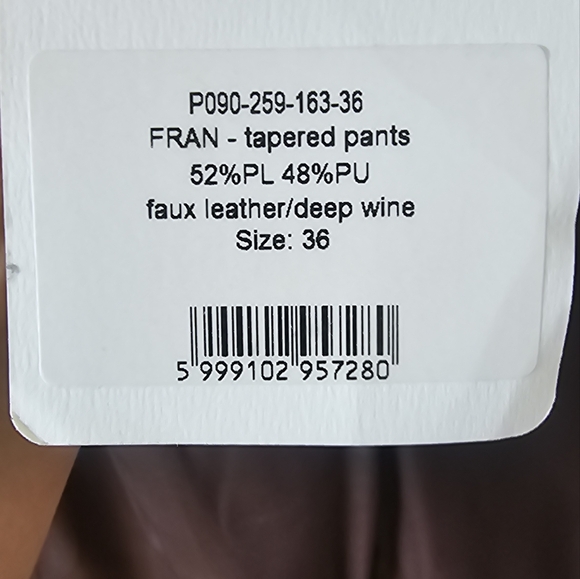 P090-259-163-36
FRAN - tapered pants
52%PL 48%PU
faux leather/deep wine
Size: 36
5 999102 957280